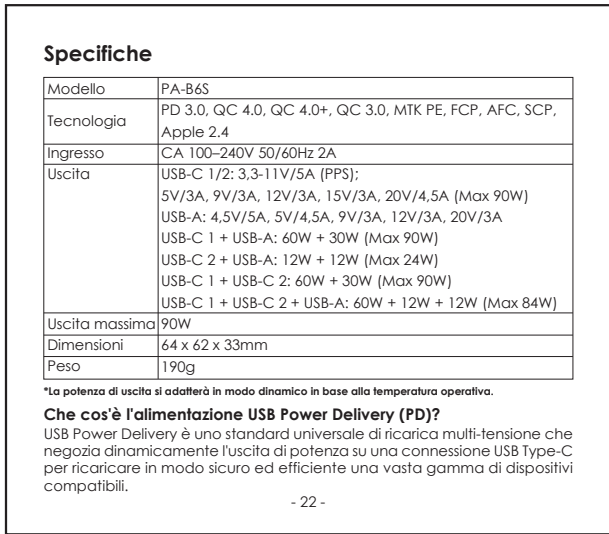 Specifiche
Modello PA-B6S
Tecnologia PD 3.0, QC 4.0, QC 4.0+, QC 3.0, MTK PE, FCP, AFC, SCP,
Apple 2.4
Ingresso CA 100–240V 50/60Hz 2A
Uscita USB-C 1/2: 3,3-11V/5A (PPS);
5V/3A, 9V/3A, 12V/3A, 15V/3A, 20V/4,5A (Max 90W)
USB-A: 4,5V/5A, 5V/4,5A, 9V/3A, 12V/3A, 20V/3A
USB-C 1 + USB-A: 60W + 30W (Max 90W)
USB-C 2 + USB-A: 12W + 12W (Max 24W)
USB-C 1 + USB-C 2: 60W + 30W (Max 90W)
USB-C 1 + USB-C 2 + USB-A: 60W + 12W + 12W (Max 84W)
Uscita massima 90W
Dimensioni 64 x 62 x 33mm
Peso 190g
*La potenza di uscita si adatterà in modo dinamico in base alla temperatura operativa.
Che cos'è l'alimentazione USB Power Delivery (PD)?
USB Power Delivery è uno standard universale di ricarica multi-tensione che
negozia dinamicamente l'uscita di potenza su una connessione USB Type-C
per ricaricare in modo sicuro ed efficiente una vasta gamma di dispositivi
compatibili.
- 22 -